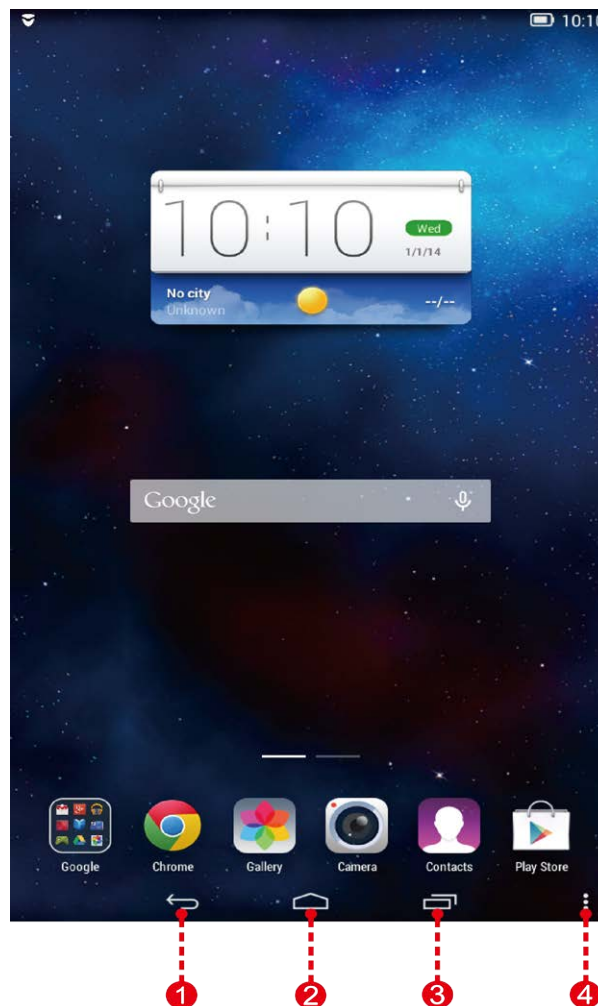 10:10
10:10
Wed
1/1/14
No city
Unknown
--/--
Google
Google
Chrome
Gallery
Camera
Contacts
Play Store
1
2
3
4